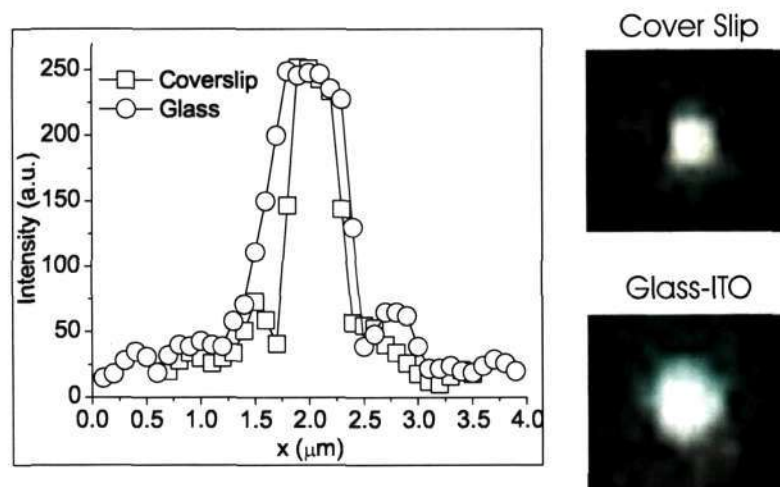 Cover Slip
Coverslip
Glass
250
200
150
100
50
0
Intensity (a.u.)
0.0 0.5 1.0 1.5 2.0 2.5 3.0 3.5 4.0
x (μm)
Glass-ITO